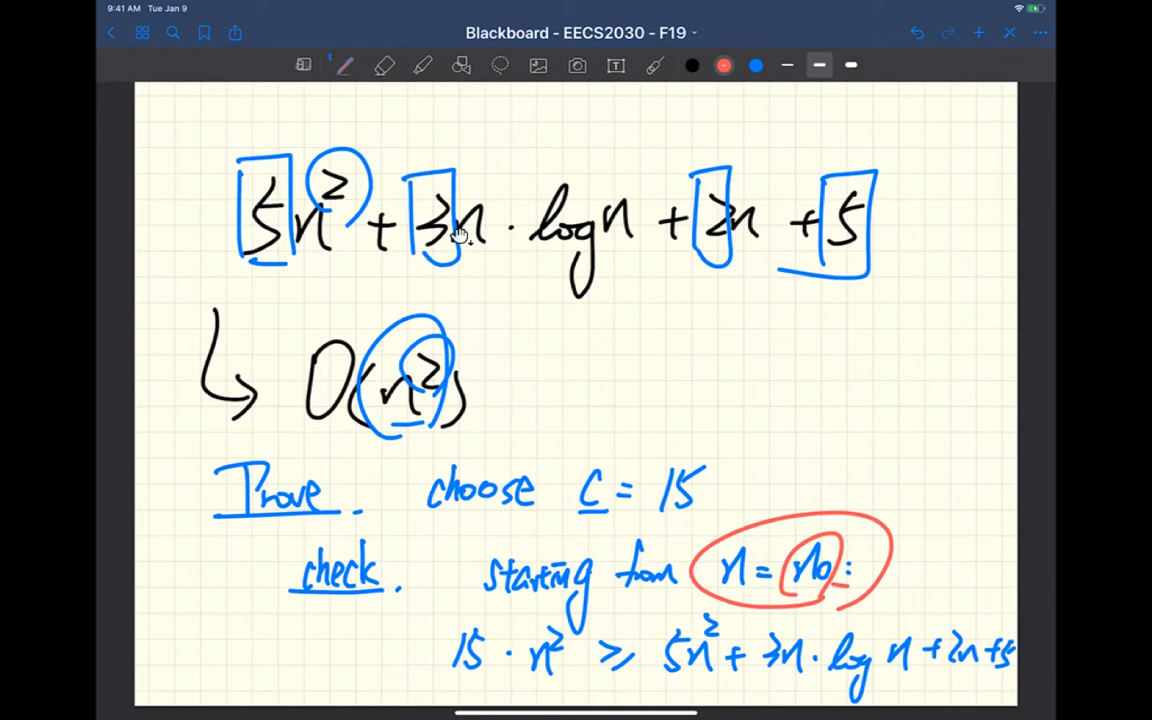 9:41 AM Tue Jan 9
Blackboard - EECS2030 - F19
5n² + 3n · log n + 2n + 5
O(n²)
Prove. choose C = 15
check. starting from n = n0:
15 · n² ≥ 5n² + 3n · log n + 2n + 5